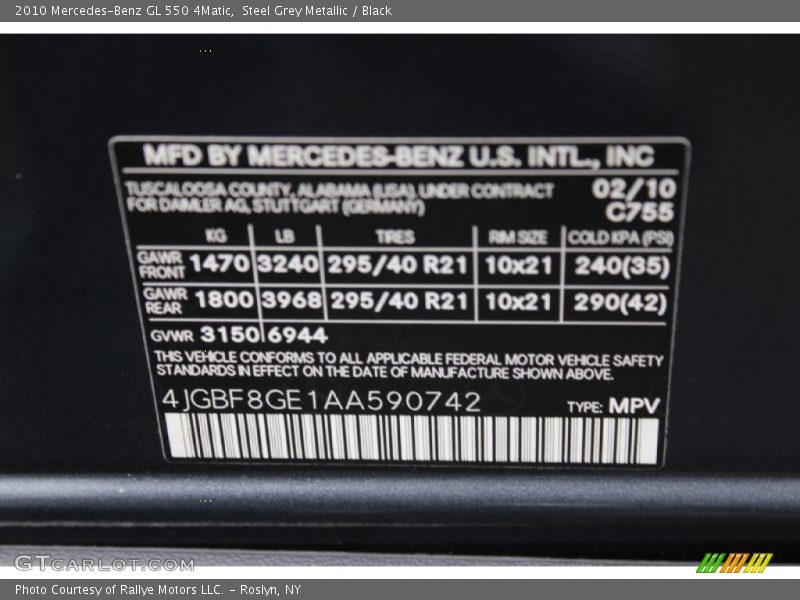 2010 Mercedes-Benz GL 550 4Matic,  Steel Grey Metallic / Black
MFD BY MERCEDES-BENZ U.S. INTL., INC
TUSCALOOSA COUNTY, ALABAMA (USA), UNDER CONTRACT 02/10
FOR DAIMLER AG, STUTTGART (GERMANY) C755
KG LB TIRES RIM SIZE COLD KPA (PSI)
GAWR FRONT 1470 3240 295/40 R21 10x21 240(35)
GAWR REAR 1800 3968 295/40 R21 10x21 290(42)
GVWR 3150 6944
THIS VEHICLE CONFORMS TO ALL APPLICABLE FEDERAL MOTOR VEHICLE SAFETY
STANDARDS IN EFFECT ON THE DATE OF MANUFACTURE SHOWN ABOVE.
4JGBF8GE1AA590742 TYPE: MPV
GTCARLOT.COM
Photo Courtesy of Rallye Motors LLC. – Roslyn, NY